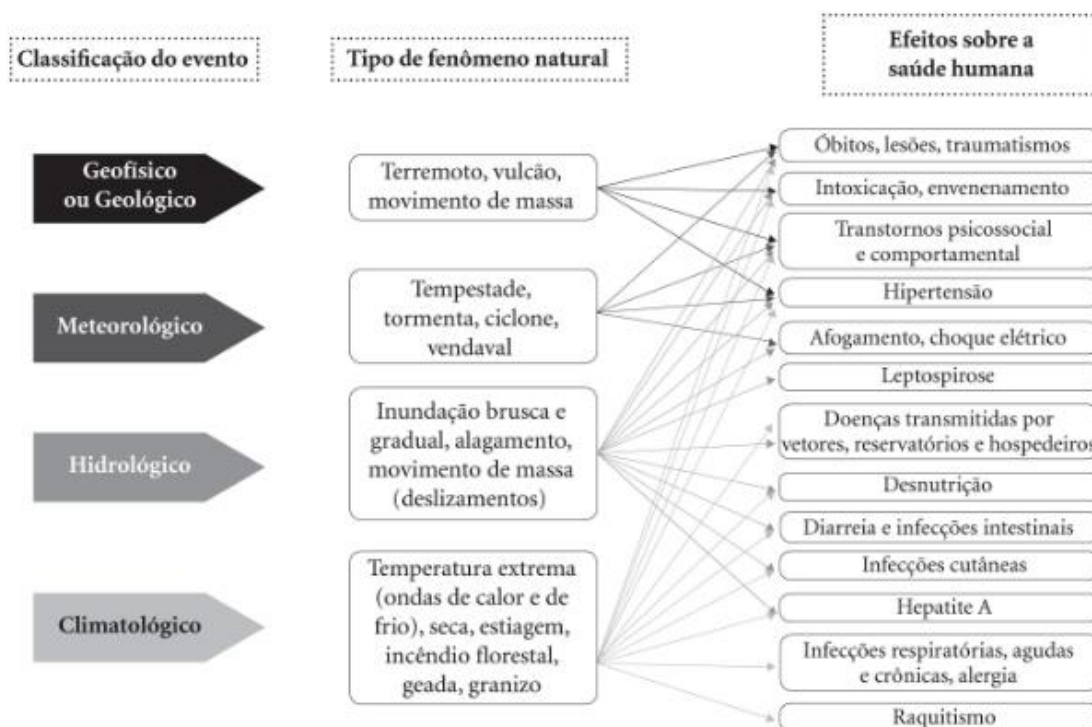 Classificação do evento
Tipo de fenômeno natural
Efeitos sobre a
saúde humana
Geofísico
ou Geológico
Terremoto, vulcão,
movimento de massa
Meteorológico
Tempestade,
tormenta, ciclone,
vendaval
Hidrológico
Inundação brusca e
gradual, alagamento,
movimento de massa
(deslizamentos)
Climatológico
Temperatura extrema
(ondas de calor e de
frio), seca, estiagem,
incêndio florestal,
geada, granizo
Óbitos, lesões, traumatismos
Intoxicação, envenenamento
Transtornos psicossocial
e comportamental
Hipertensão
Afogamento, choque elétrico
Leptospirose
Doenças transmitidas por
vetores, reservatórios e hospedeiros
Desnutrição
Diarreia e infecções intestinais
Infecções cutâneas
Hepatite A
Infecções respiratórias, agudas
e crônicas, alergia
Raquitismo